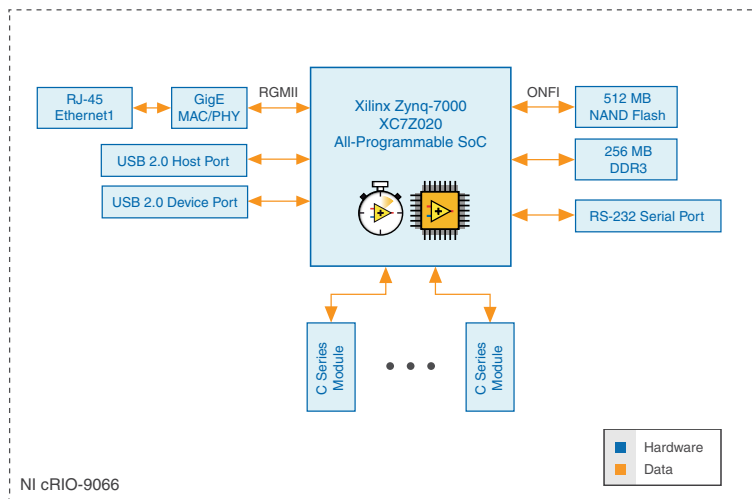 RJ-45
Ethernet1
GigE
MAC/PHY
RGMII
Xilinx Zynq-7000
XC7Z020
All-Programmable SoC
ONFI
512 MB
NAND Flash
USB 2.0 Host Port
256 MB
DDR3
USB 2.0 Device Port
RS-232 Serial Port
C Series
Module
C Series
Module
Hardware
Data
NI cRIO-9066